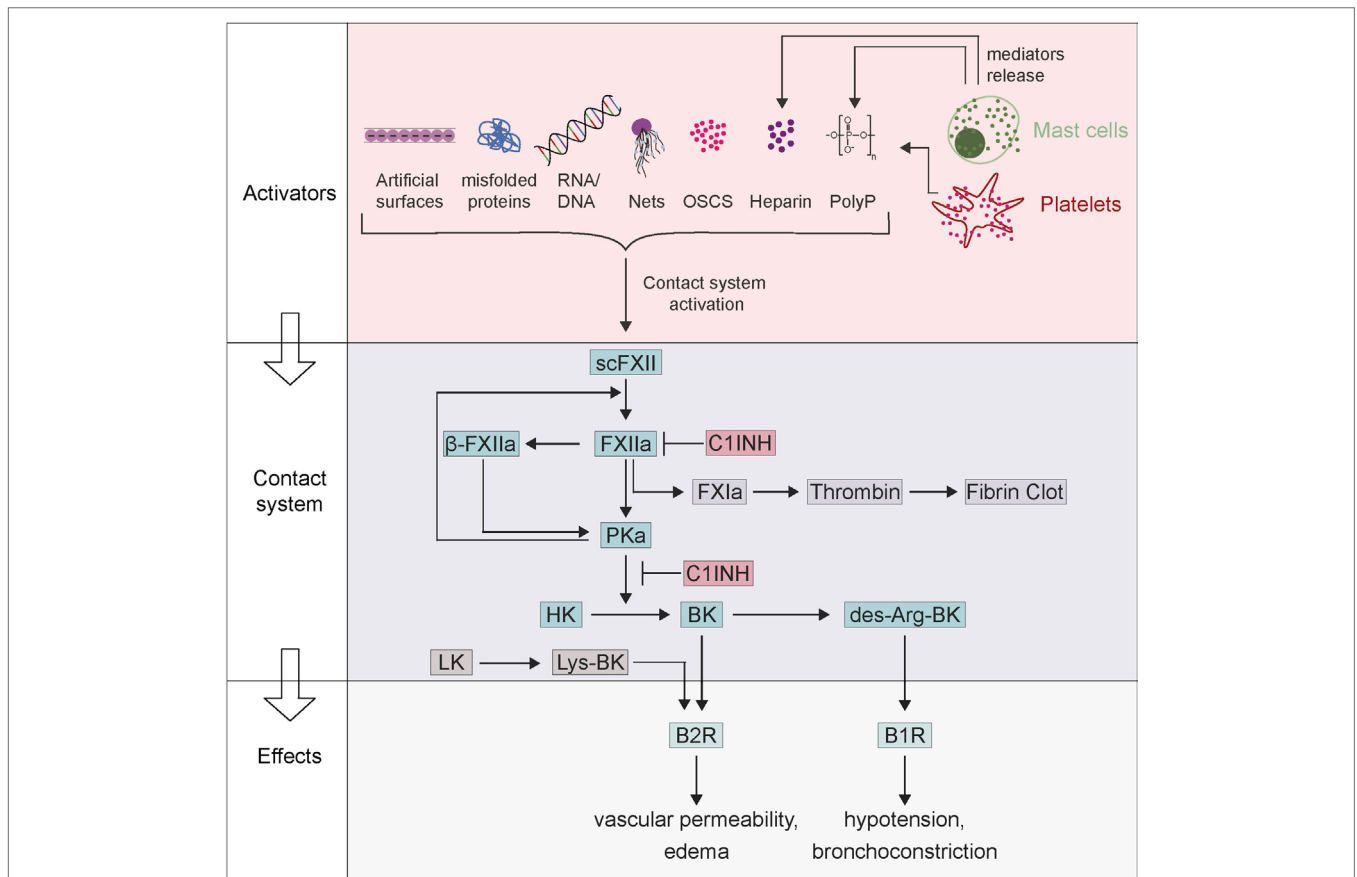 mediators
release
Mast cells
O
-O
P
O
O-
n
Activators
Artificial
surfaces
misfolded
proteins
RNA/
DNA
Nets
OSCS
Heparin
PolyP
Platelets
Contact system
activation
scFXII
β-FXIIa
FXIIa
C1INH
Contact
system
FXIa
Thrombin
Fibrin Clot
PKa
C1INH
HK
BK
des-Arg-BK
LK
Lys-BK
Effects
B2R
B1R
vascular permeability,
edema
hypotension,
bronchoconstriction